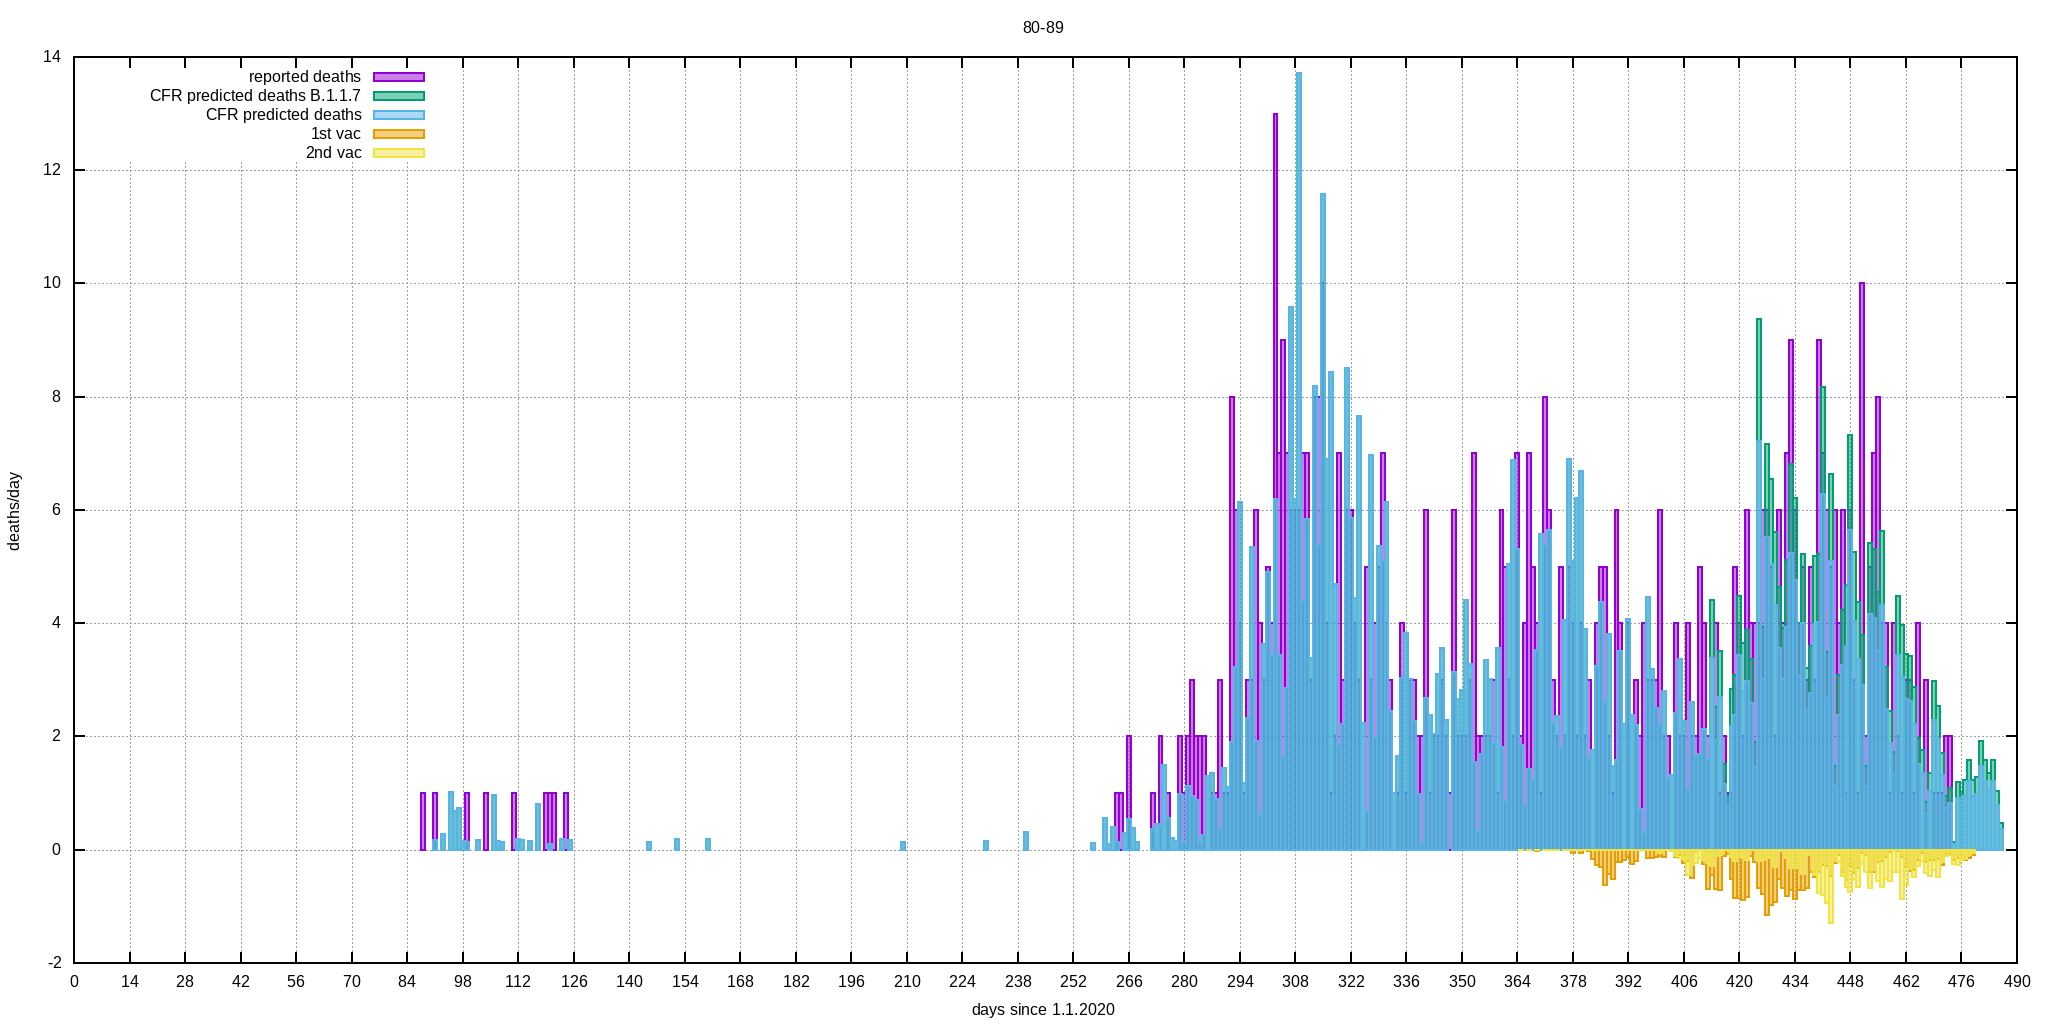 80-89
reported deaths
CFR predicted deaths B.1.1.7
CFR predicted deaths
1st vac
2nd vac
14
12
10
8
6
4
2
0
-2
deaths/day
0 14 28 42 56 70 84 98 112 126 140 154 168 182 196 210 224 238 252 266 280 294 308 322 336 350 364 378 392 406 420 434 448 462 476 490
days since 1.1.2020